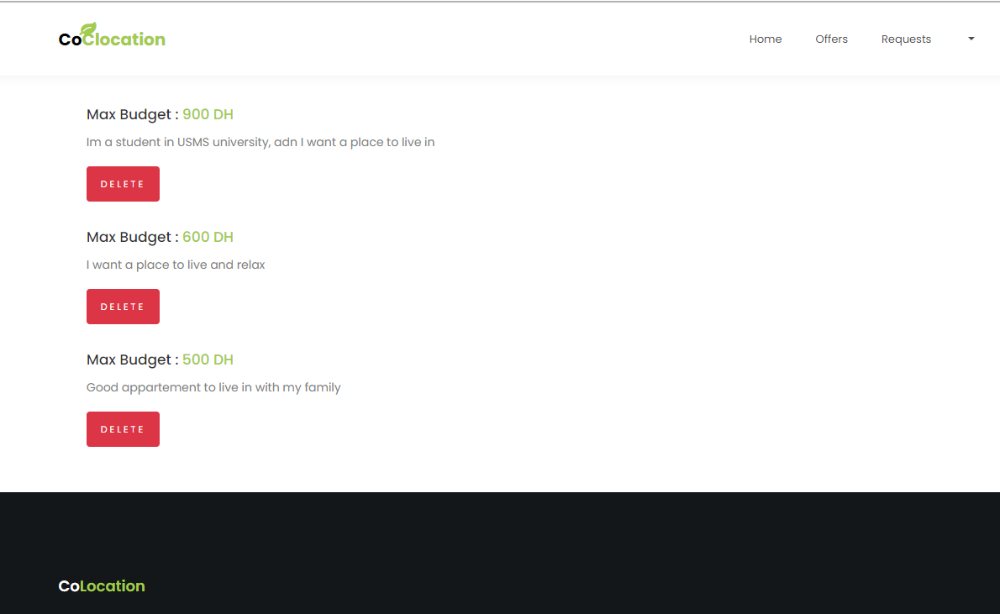 CoClocation
Home Offers Requests
Max Budget : 900 DH
Im a student in USMS university, adn I want a place to live in
DELETE
Max Budget : 600 DH
I want a place to live and relax
DELETE
Max Budget : 500 DH
Good appartement to live in with my family
DELETE
CoLocation